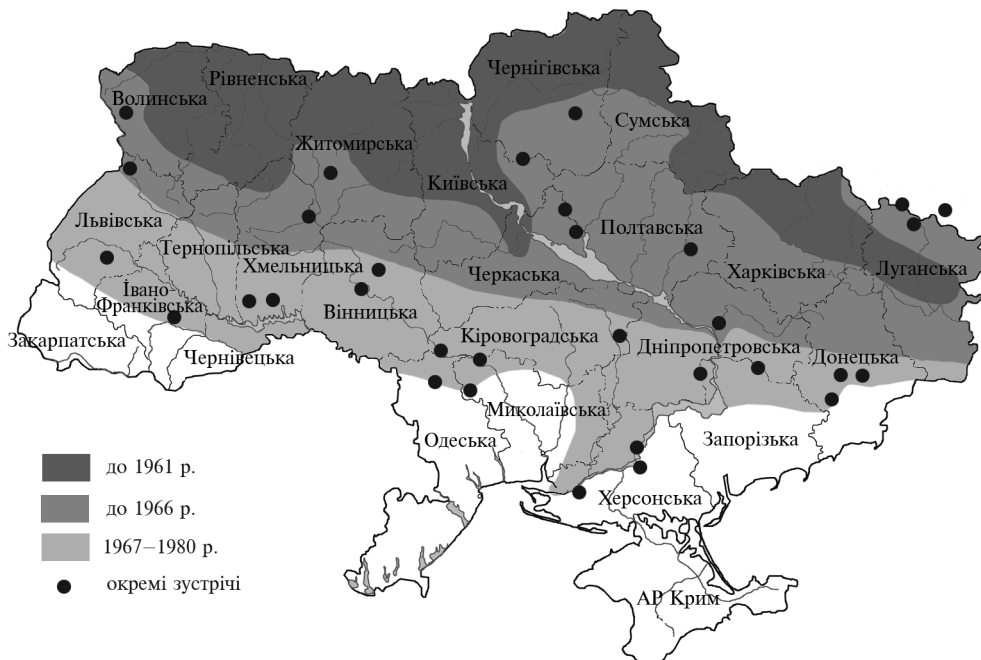 Чернігівська
Рівненська
Волинська
Сумська
Житомирська
Київська
Львівська
Полтавська
Тернопільська
Хмельницька
Харківська
Луганська
Черкаська
Івано
Франківська
Вінницька
Кіровоградська
Закарпатська
Чернівецька
Дніпропетровська
Донецька
Миколаївська
Одеська
Запорізька
Херсонська
АР Крим
до 1961 р.
до 1966 р.
1967–1980 р.
окремі зустрічі